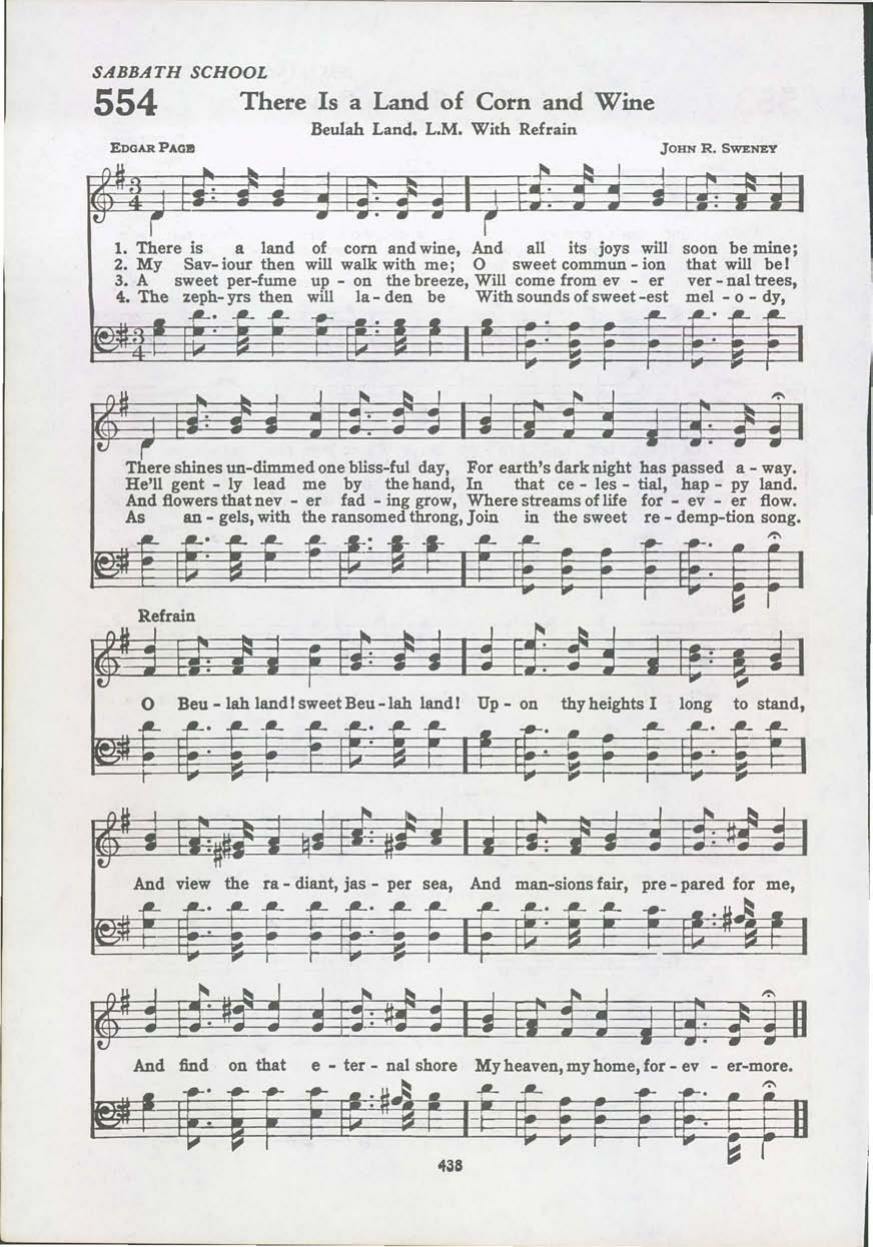 SABBATH SCHOOL
554 There Is a Land of Corn and Wine
Beulah Land. L.M. With Refrain
EDGAR PAGE JOHN R. SWENEY
1. There is a land of corn and wine, And all its joys will soon be mine;
2. My Sav-iour then will walk with me; O sweet commun-ion that will be!
3. A sweet per-fume up-on the breeze, Will come from ev-er ver-nal trees,
4. The zeph-yrs then will la-den be With sounds of sweet-est mel-o-dy,
There shines un-dimmed one bliss-ful day, For earth's dark night has passed a-way.
He'll gent-ly lead me by the hand, In that ce-les-tial, hap-py land.
And flowers that nev-er fad-ing grow, Where streams of life for-ev-er flow.
As an-gels, with the ransomed throng, Join in the sweet re-demp-tion song.
Refrain
O Beu-lah land! sweet Beu-lah land! Up-on thy heights I long to stand,
And view the ra-diant, jas-per sea, And man-sions fair, pre-pared for me,
And find on that e-ter-nal shore My heaven, my home, for-ev-er-more.
438